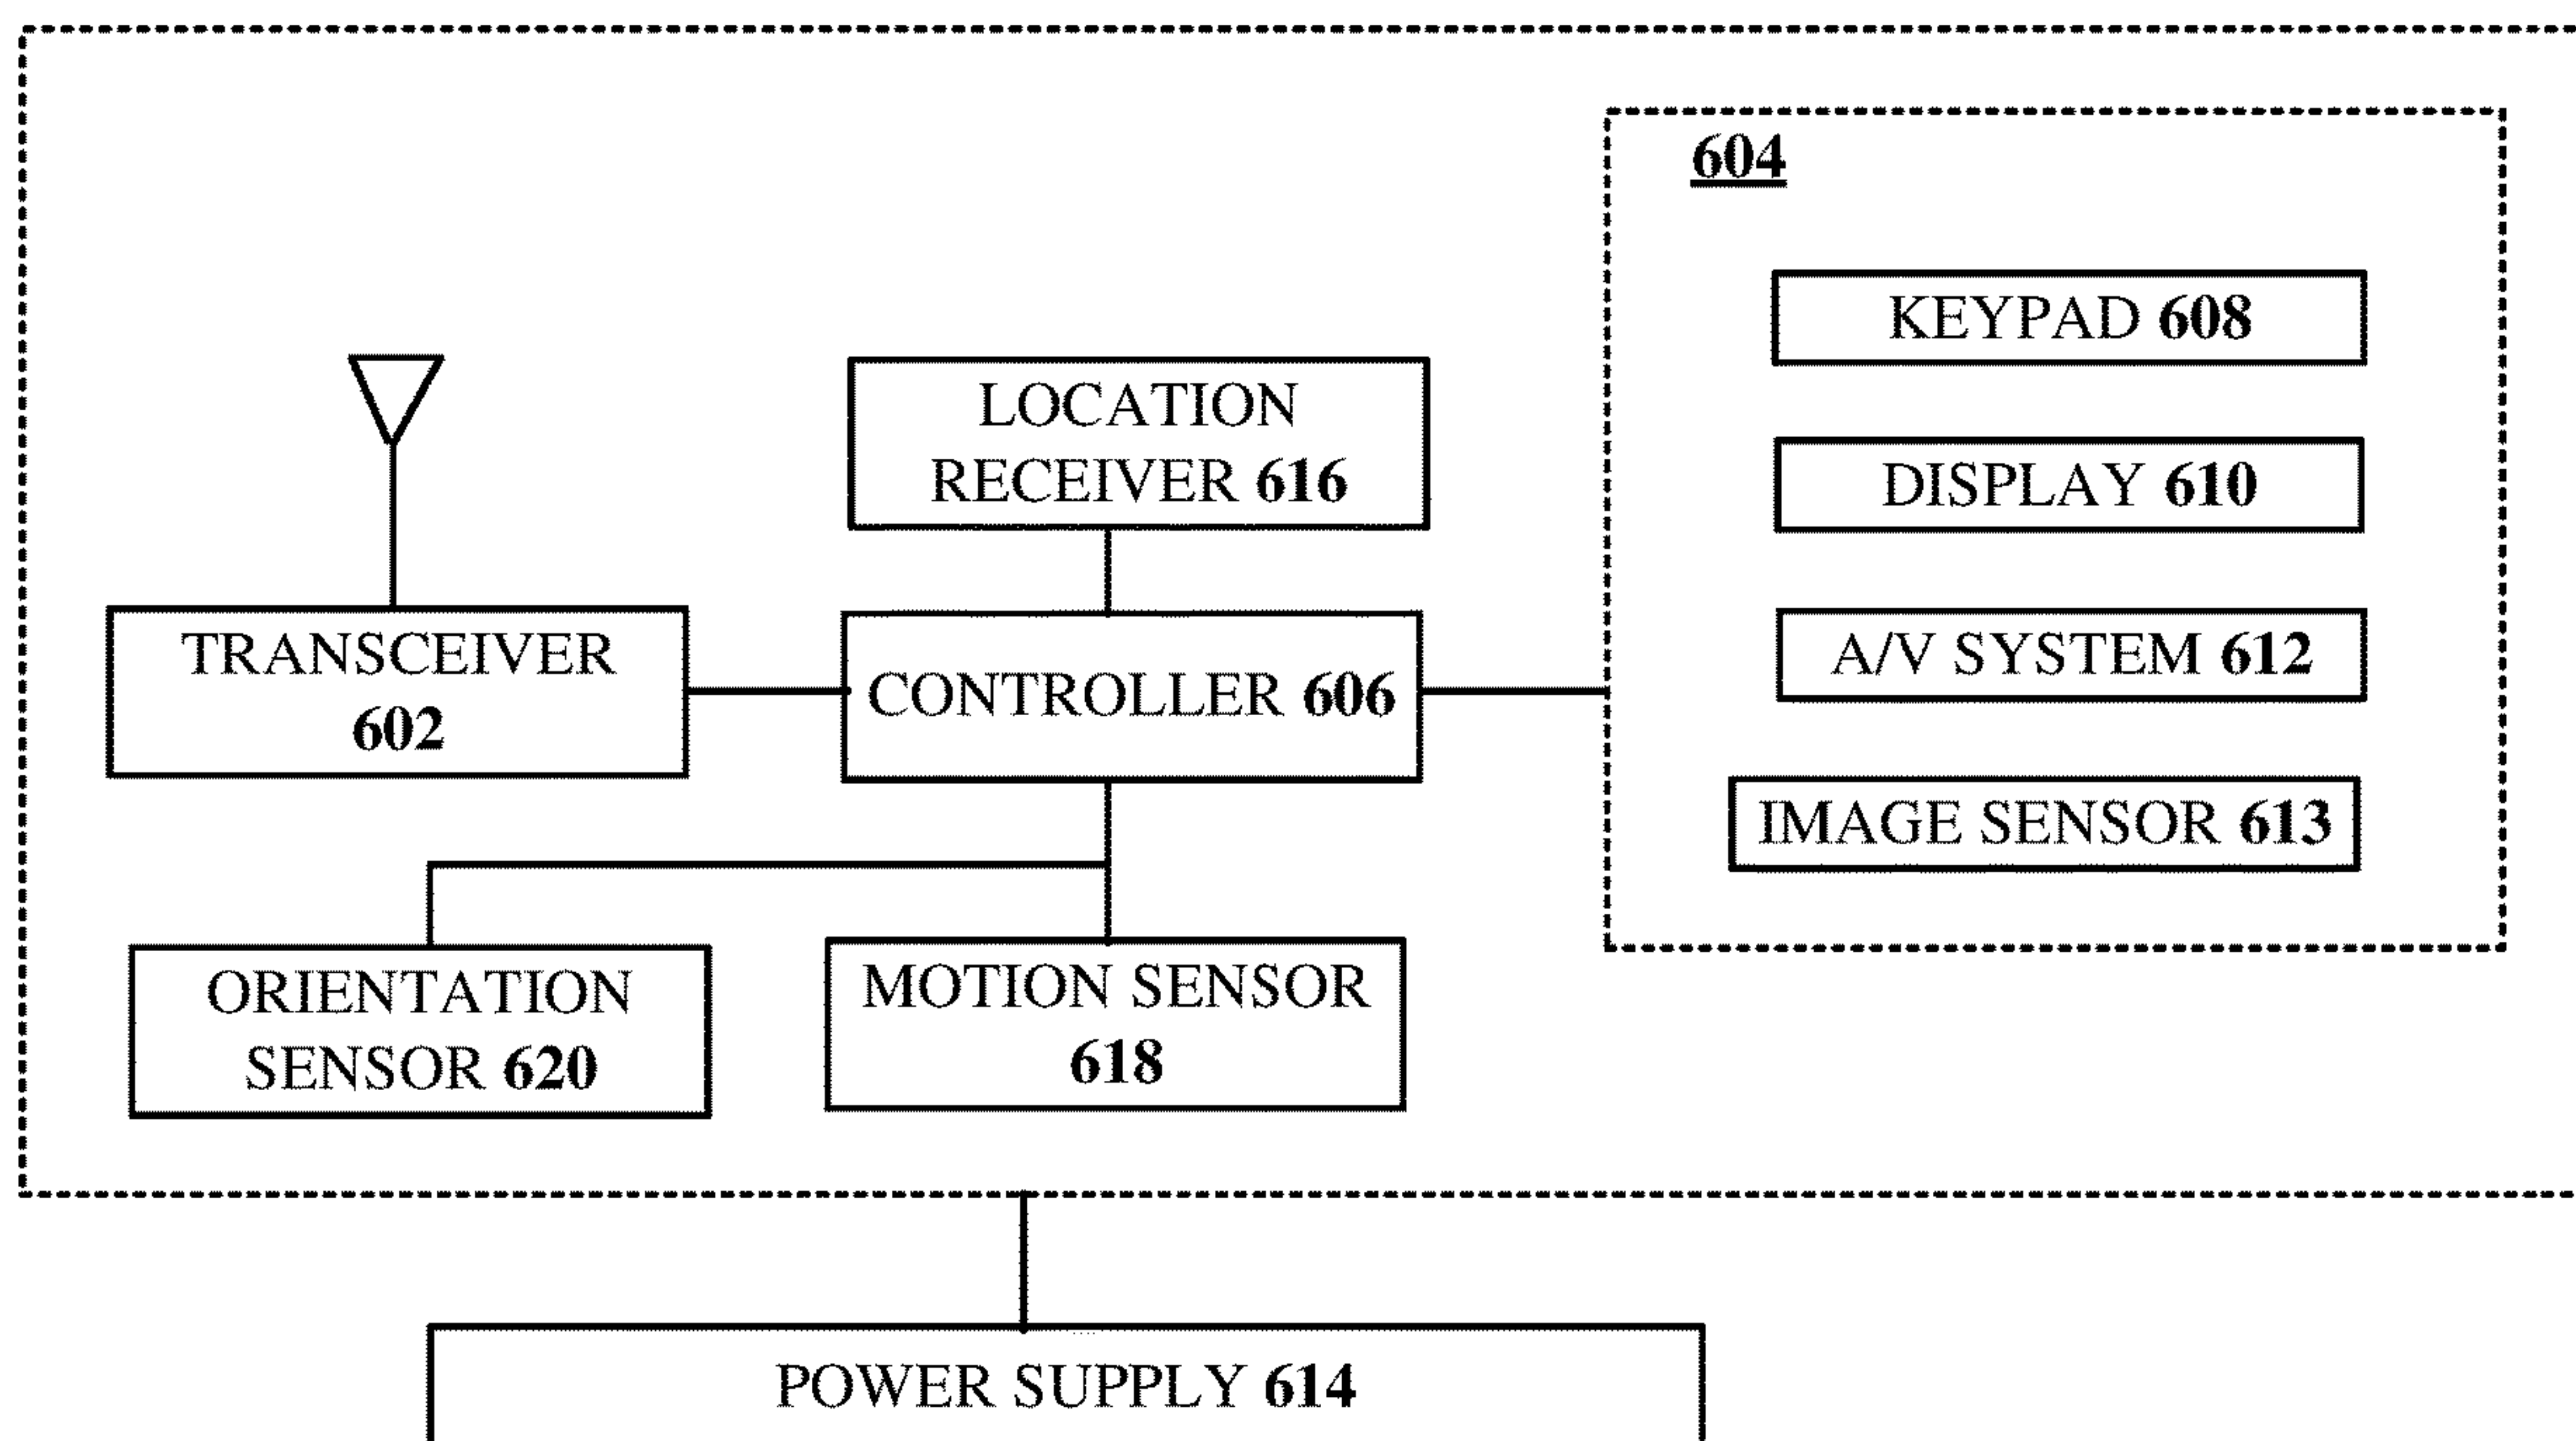 604
KEYPAD 608
DISPLAY 610
A/V SYSTEM 612
IMAGE SENSOR 613
LOCATION
RECEIVER 616
TRANSCEIVER
602
CONTROLLER 606
ORIENTATION
SENSOR 620
MOTION SENSOR
618
POWER SUPPLY 614